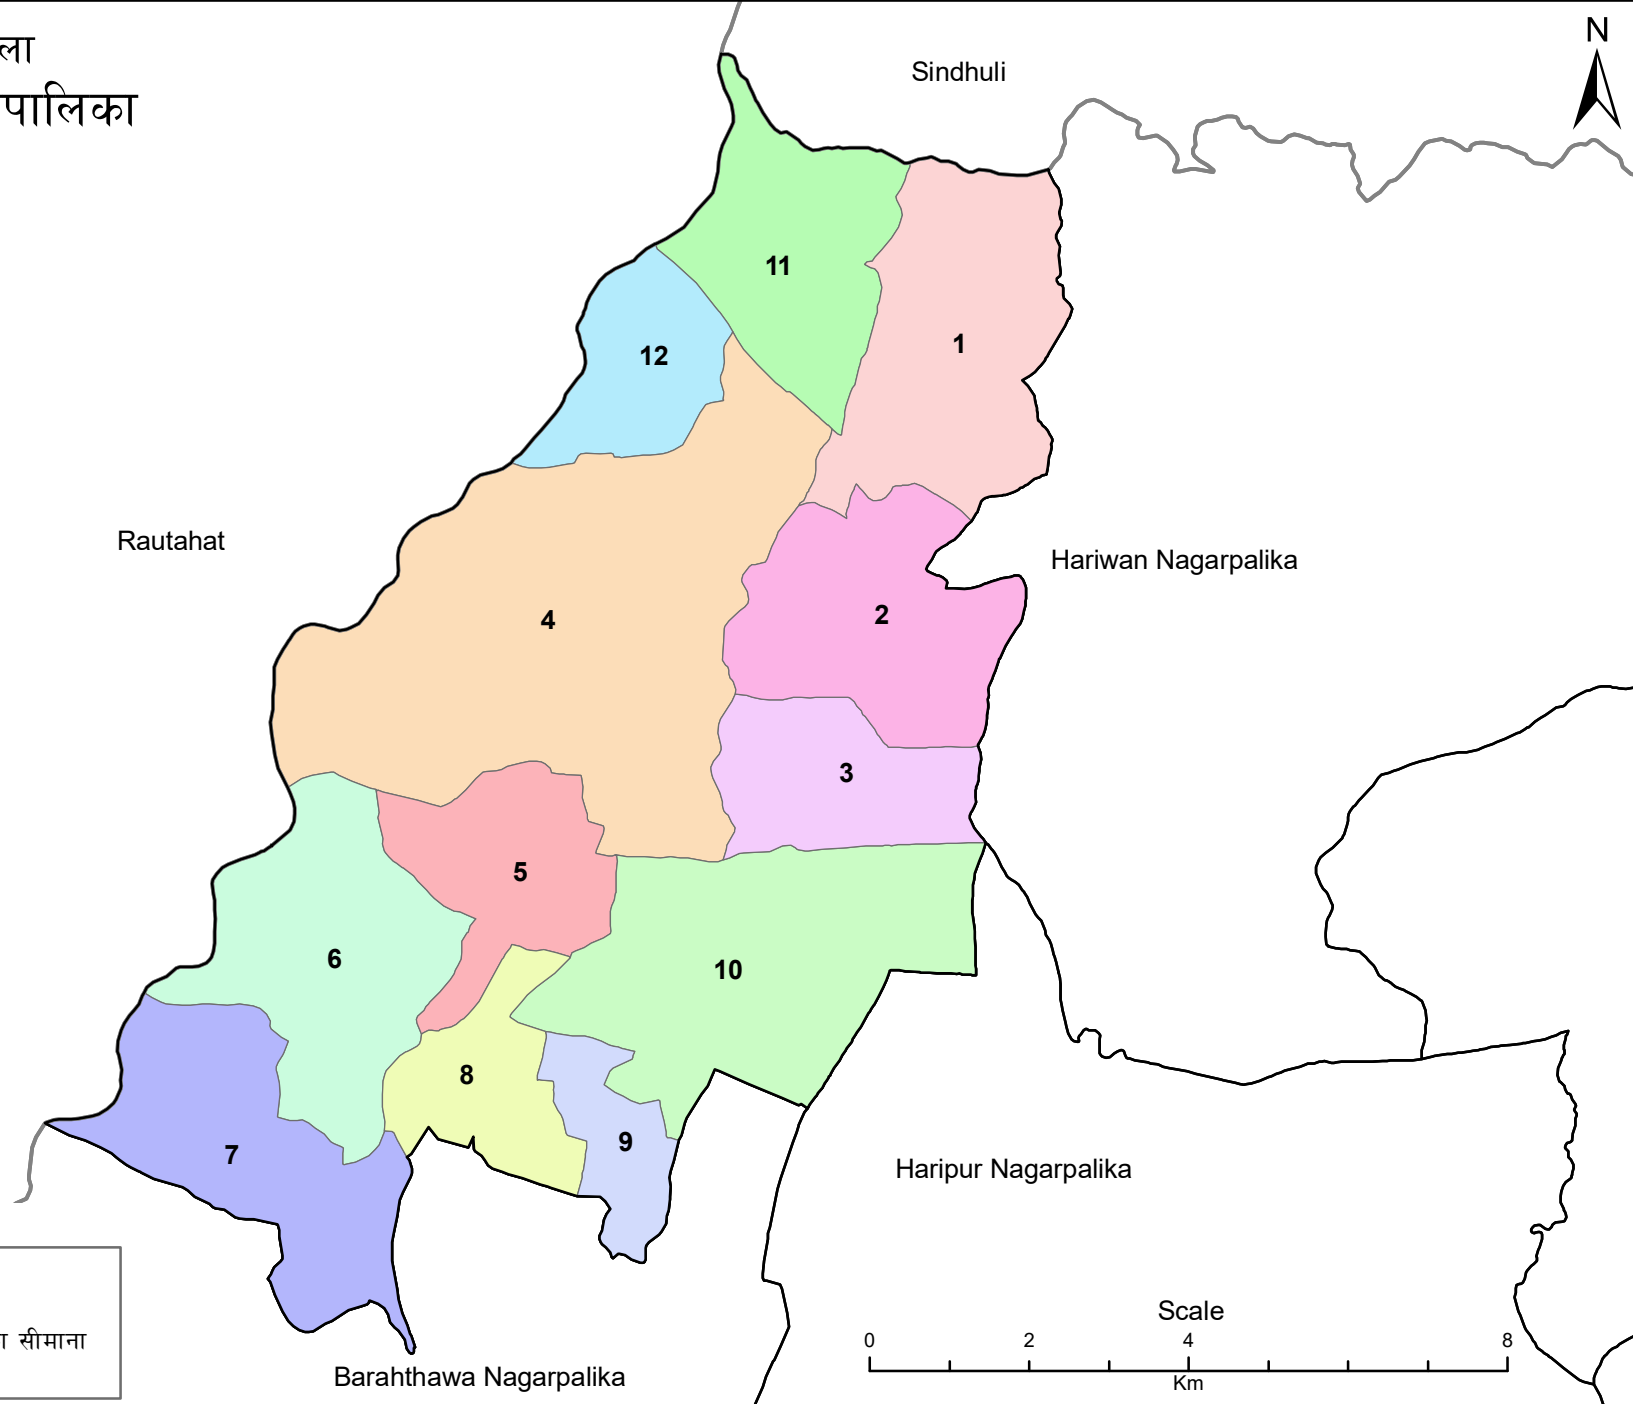 ला
पालिका
N
Sindhuli
11
1
12
Rautahat
Hariwan Nagarpalika
4
2
3
5
6
10
8
9
7
Haripur Nagarpalika
Scale
0 2 4 8
Km
सीमाना
Barahthawa Nagarpalika